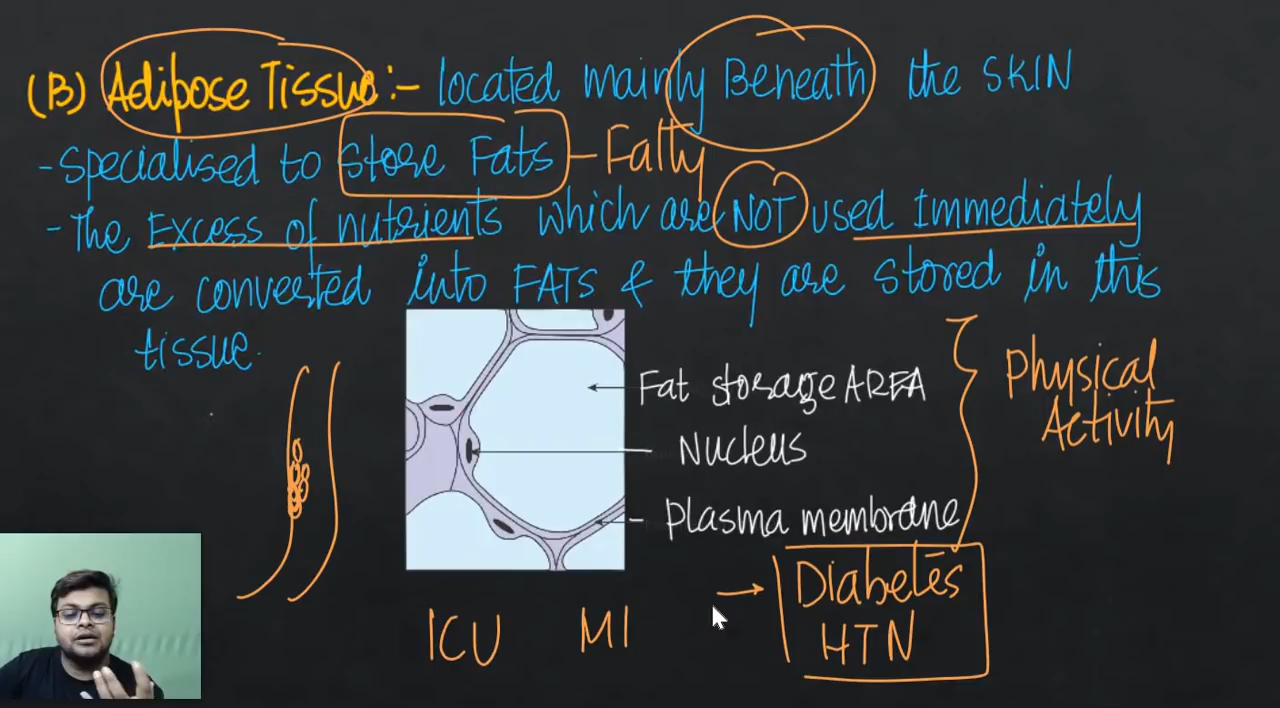 (B) Adipose Tissue :- located mainly Beneath the SKIN
- Specialised to Store Fats - Fatty
- The Excess of nutrients which are NOT used Immediately
are converted into FATS & they are stored in this
tissue.
Fat storage AREA
Nucleus
Plasma membrane
Physical
Activity
→ Diabetes
HTN
ICU MI